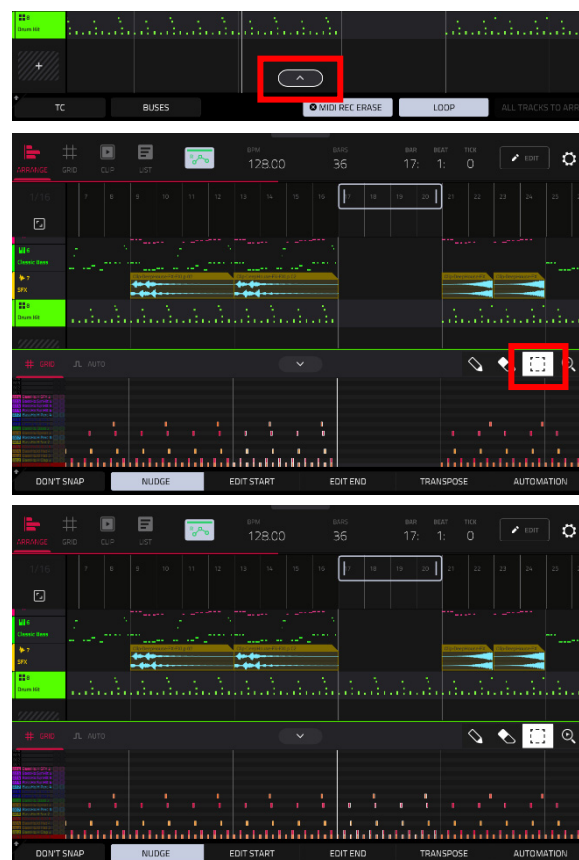 8
Drum Hit
+
TC BUSES MIDI REC ERASE LOOP ALL TRACKS TO ARR
BPM BARS BAR BEAT TICK
ARRANGE GRID CLIP LIST 128.00 36 17: 1: 0 EDIT
1/16 7 8 9 10 11 12 13 14 15 16 17 18 19 20 21 22 23 24 25
6
Classic Bass
7
SFX
8
Drum Hit
GRID AUTO
DON'T SNAP NUDGE EDIT START EDIT END TRANSPOSE AUTOMATION
BPM BARS BAR BEAT TICK
ARRANGE GRID CLIP LIST 128.00 36 17: 1: 0 EDIT
1/16 7 8 9 10 11 12 13 14 15 16 17 18 19 20 21 22 23 24 25
6
Classic Bass
7
SFX
8
Drum Hit
GRID AUTO
DON'T SNAP NUDGE EDIT START EDIT END TRANSPOSE AUTOMATION